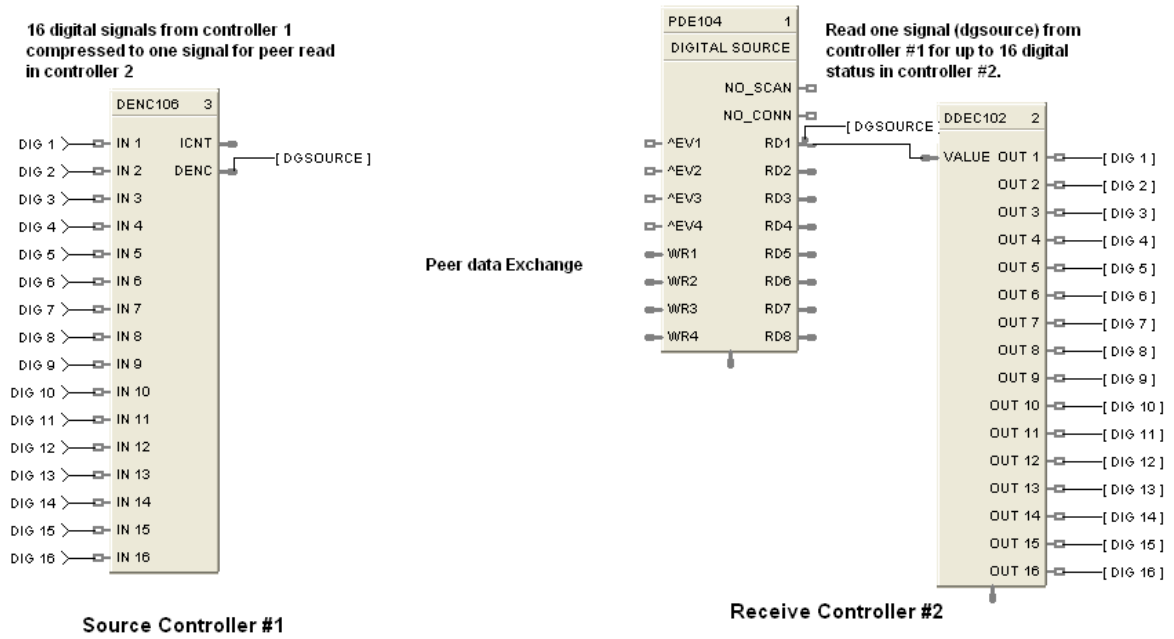 16 digital signals from controller 1
compressed to one signal for peer read
in controller 2
DENC106 3
DIG 1 IN 1 ICNT
DIG 2 IN 2 DENC [ DGSOURCE ]
DIG 3 IN 3
DIG 4 IN 4
DIG 5 IN 5
DIG 6 IN 6
DIG 7 IN 7
DIG 8 IN 8
DIG 9 IN 9
DIG 10 IN 10
DIG 11 IN 11
DIG 12 IN 12
DIG 13 IN 13
DIG 14 IN 14
DIG 15 IN 15
DIG 16 IN 16
Source Controller #1
Peer data Exchange
PDE104 1
DIGITAL SOURCE
NO_SCAN
NO_CONN
^EV1 RD1 [ DGSOURCE
^EV2 RD2
^EV3 RD3
^EV4 RD4
WR1 RD5
WR2 RD6
WR3 RD7
WR4 RD8
Read one signal (dgsource) from
controller #1 for up to 16 digital
status in controller #2.
DDEC102 2
VALUE OUT 1 [ DIG 1 ]
OUT 2 [ DIG 2 ]
OUT 3 [ DIG 3 ]
OUT 4 [ DIG 4 ]
OUT 5 [ DIG 5 ]
OUT 6 [ DIG 6 ]
OUT 7 [ DIG 7 ]
OUT 8 [ DIG 8 ]
OUT 9 [ DIG 9 ]
OUT 10 [ DIG 10 ]
OUT 11 [ DIG 11 ]
OUT 12 [ DIG 12 ]
OUT 13 [ DIG 13 ]
OUT 14 [ DIG 14 ]
OUT 15 [ DIG 15 ]
OUT 16 [ DIG 16 ]
Receive Controller #2